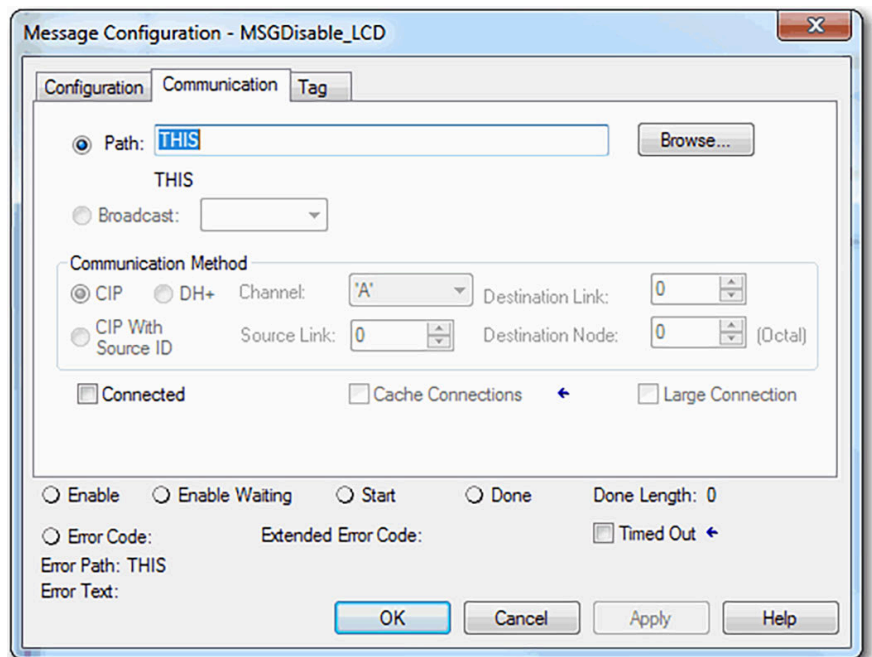 Message Configuration - MSGDisable_LCD
Configuration Communication Tag
Path: THIS Browse...
THIS
Broadcast:
Communication Method
CIP DH+ Channel: 'A' Destination Link: 0
CIP With Source ID Source Link: 0 Destination Node: 0 (Octal)
Connected Cache Connections Large Connection
Enable Enable Waiting Start Done Done Length: 0
Error Code: Extended Error Code: Timed Out
Error Path: THIS
Error Text:
OK Cancel Apply Help